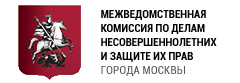 МЕЖВЕДОМСТВЕННАЯ
КОМИССИЯ ПО ДЕЛАМ
НЕСОВЕРШЕННОЛЕТНИХ
И ЗАЩИТЕ ИХ ПРАВ
ГОРОДА МОСКВЫ